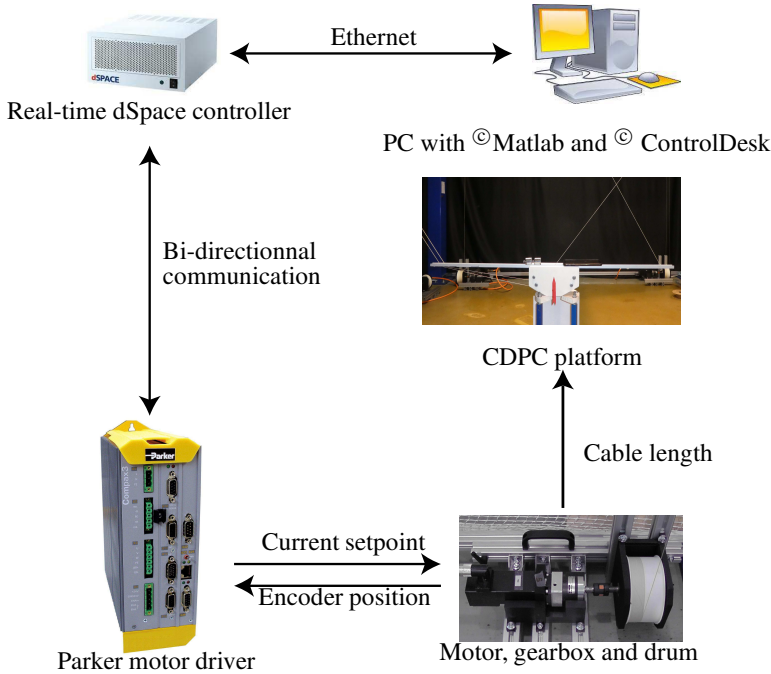 Ethernet
dSPACE
Real-time dSpace controller
PC with ©Matlab and © ControlDesk
Bi-directionnal
communication
CDPC platform
Cable length
Parker
Compax3
Current setpoint
Encoder position
Parker motor driver
Motor, gearbox and drum